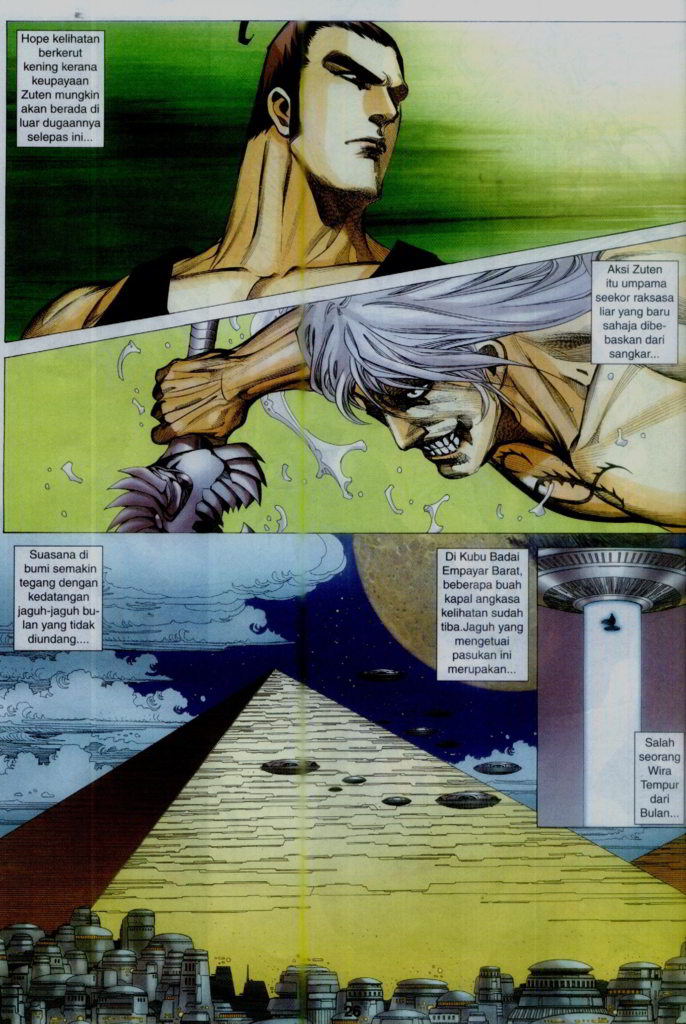 Hope kelihatan
berkerut
kening kerana
keupayaan
Zuten mungkin
akan berada di
luar dugaannya
selepas ini...
Aksi Zuten
itu umpama
seekor raksasa
liar yang baru
sahaja dibe-
baskan dari
sangkar...
Suasana di
bumi semakin
tegang dengan
kedatangan
jaguh-jaguh bu-
lan yang tidak
diundang....
Di Kubu Badai
Empayar Barat,
beberapa buah
kapal angkasa
kelihatan sudah
tiba.Jaguh yang
mengetuai
pasukan ini
merupakan...
Salah
seorang
Wira
Tempur
dari
Bulan...
26